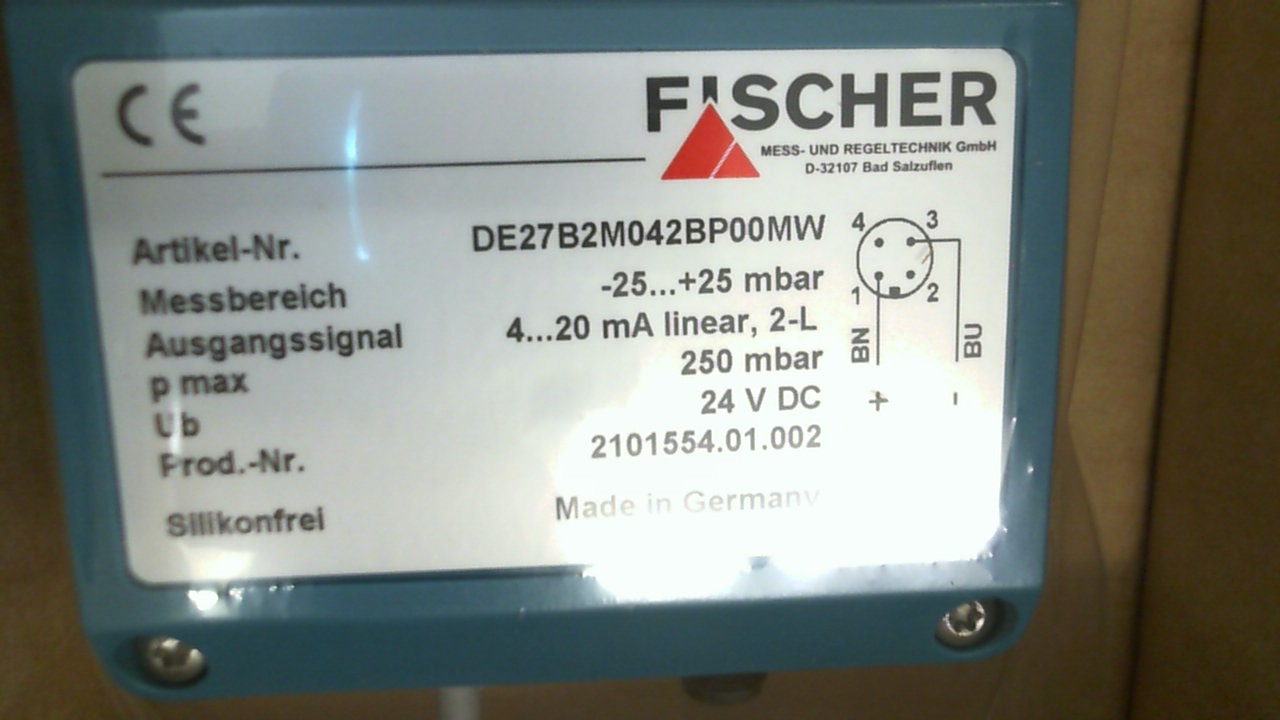 CE
FISCHER
MESS- UND REGELTECHNIK GmbH
D-32107 Bad Salzuflen
Artikel-Nr. DE27B2M042BP00MW
Messbereich -25...+25 mbar
Ausgangssignal 4...20 mA linear, 2-L
p max 250 mbar
Ub 24 V DC
Prod.-Nr. 2101554.01.002
Silikonfrei Made in Germany
4 3
1 2
BN BU
+ -